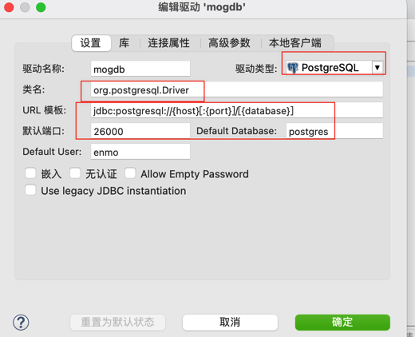 编辑驱动 'mogdb'
设置 库 连接属性 高级参数 本地客户端
驱动名称: mogdb 驱动类型: PostgreSQL
类名: org.postgresql.Driver
URL 模板: jdbc:postgresql://{host}[:{port}]/[{database}]
默认端口: 26000 Default Database: postgres
Default User: enmo
嵌入 无认证 Allow Empty Password
Use legacy JDBC instantiation
? 重置为默认状态 取消 确定